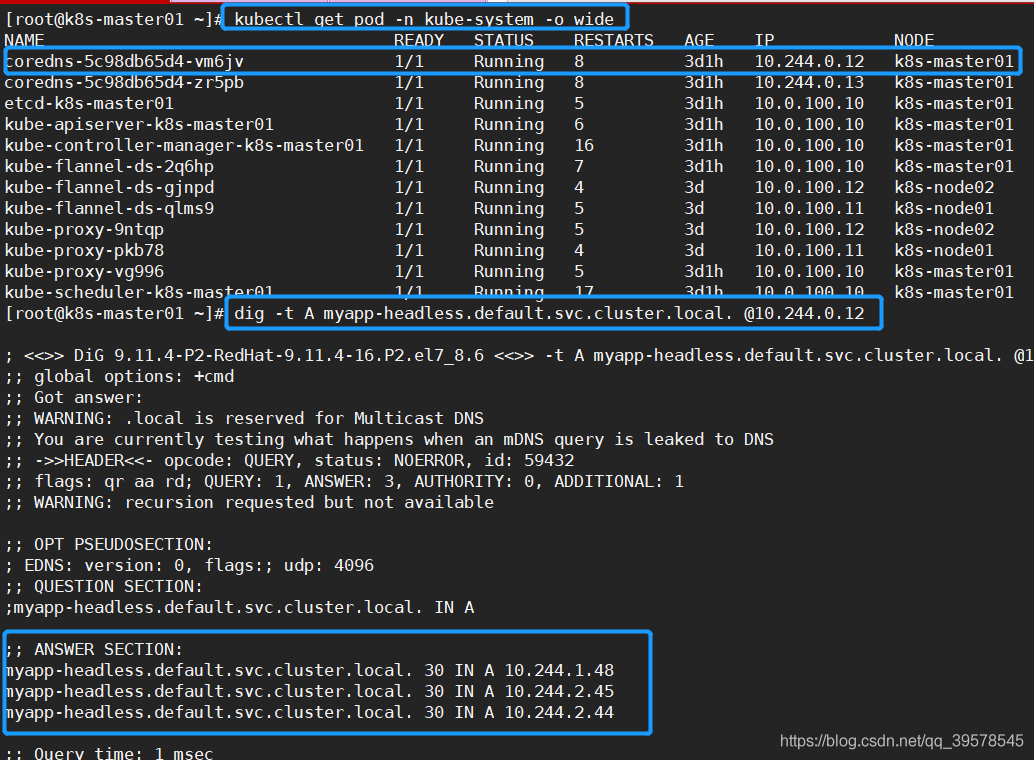 [root@k8s-master01 ~]# kubectl get pod -n kube-system -o wide
NAME READY STATUS RESTARTS AGE IP NODE
coredns-5c98db65d4-vm6jv 1/1 Running 8 3d1h 10.244.0.12 k8s-master01
coredns-5c98db65d4-zr5pb 1/1 Running 8 3d1h 10.244.0.13 k8s-master01
etcd-k8s-master01 1/1 Running 5 3d1h 10.0.100.10 k8s-master01
kube-apiserver-k8s-master01 1/1 Running 6 3d1h 10.0.100.10 k8s-master01
kube-controller-manager-k8s-master01 1/1 Running 16 3d1h 10.0.100.10 k8s-master01
kube-flannel-ds-2q6hp 1/1 Running 7 3d1h 10.0.100.10 k8s-master01
kube-flannel-ds-gjnpd 1/1 Running 4 3d 10.0.100.12 k8s-node02
kube-flannel-ds-qlms9 1/1 Running 5 3d 10.0.100.11 k8s-node01
kube-proxy-9ntqp 1/1 Running 5 3d 10.0.100.12 k8s-node02
kube-proxy-pkb78 1/1 Running 4 3d 10.0.100.11 k8s-node01
kube-proxy-vg996 1/1 Running 5 3d1h 10.0.100.10 k8s-master01
kube-scheduler-k8s-master01 1/1 Running 17 3d1h 10.0.100.10 k8s-master01
[root@k8s-master01 ~]# dig -t A myapp-headless.default.svc.cluster.local. @10.244.0.12
; <<>> DiG 9.11.4-P2-RedHat-9.11.4-16.P2.el7_8.6 <<>> -t A myapp-headless.default.svc.cluster.local. @1
;; global options: +cmd
;; Got answer:
;; WARNING: .local is reserved for Multicast DNS
;; You are currently testing what happens when an mDNS query is leaked to DNS
;; ->>HEADER<<- opcode: QUERY, status: NOERROR, id: 59432
;; flags: qr aa rd; QUERY: 1, ANSWER: 3, AUTHORITY: 0, ADDITIONAL: 1
;; WARNING: recursion requested but not available
;; OPT PSEUDOSECTION:
; EDNS: version: 0, flags:; udp: 4096
;; QUESTION SECTION:
;myapp-headless.default.svc.cluster.local. IN A
;; ANSWER SECTION:
myapp-headless.default.svc.cluster.local. 30 IN A 10.244.1.48
myapp-headless.default.svc.cluster.local. 30 IN A 10.244.2.45
myapp-headless.default.svc.cluster.local. 30 IN A 10.244.2.44
;; Query time: 1 msec
https://blog.csdn.net/qq_39578545